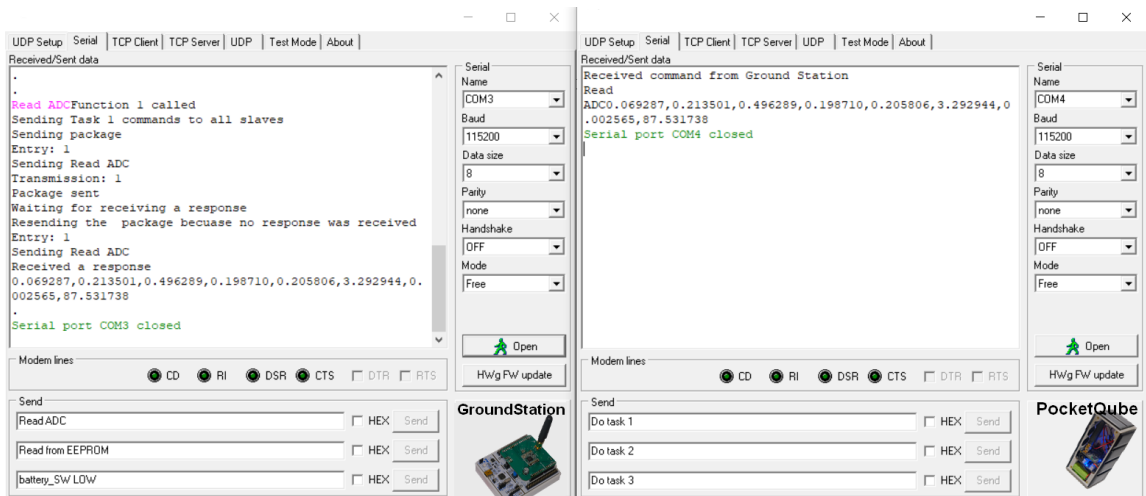 UDP Setup Serial TCP Client TCP Server UDP Test Mode About
Received/Sent data
.
.
Read ADCFunction 1 called
Sending Task 1 commands to all slaves
Sending package
Entry: 1
Sending Read ADC
Transmission: 1
Package sent
Waiting for receiving a response
Resending the  package becuase no response was received
Entry: 1
Sending Read ADC
Received a response
0.069287,0.213501,0.496289,0.198710,0.205806,3.292944,0.
002565,87.531738
.
Serial port COM3 closed
Serial
Name
COM3
Baud
115200
Data size
8
Parity
none
Handshake
OFF
Mode
Free
Open
HWg FW update
Modem lines
CD RI DSR CTS DTR RTS
Send
Read ADC HEX Send
Read from EEPROM HEX Send
battery_SW LOW HEX Send
GroundStation
UDP Setup Serial TCP Client TCP Server UDP Test Mode About
Received/Sent data
Received command from Ground Station
Read
ADC0.069287,0.213501,0.496289,0.198710,0.205806,3.292944,0
.002565,87.531738
Serial port COM4 closed
Serial
Name
COM4
Baud
115200
Data size
8
Parity
none
Handshake
OFF
Mode
Free
Open
HWg FW update
Modem lines
CD RI DSR CTS DTR RTS
Send
Do task 1 HEX Send
Do task 2 HEX Send
Do task 3 HEX Send
PocketQube